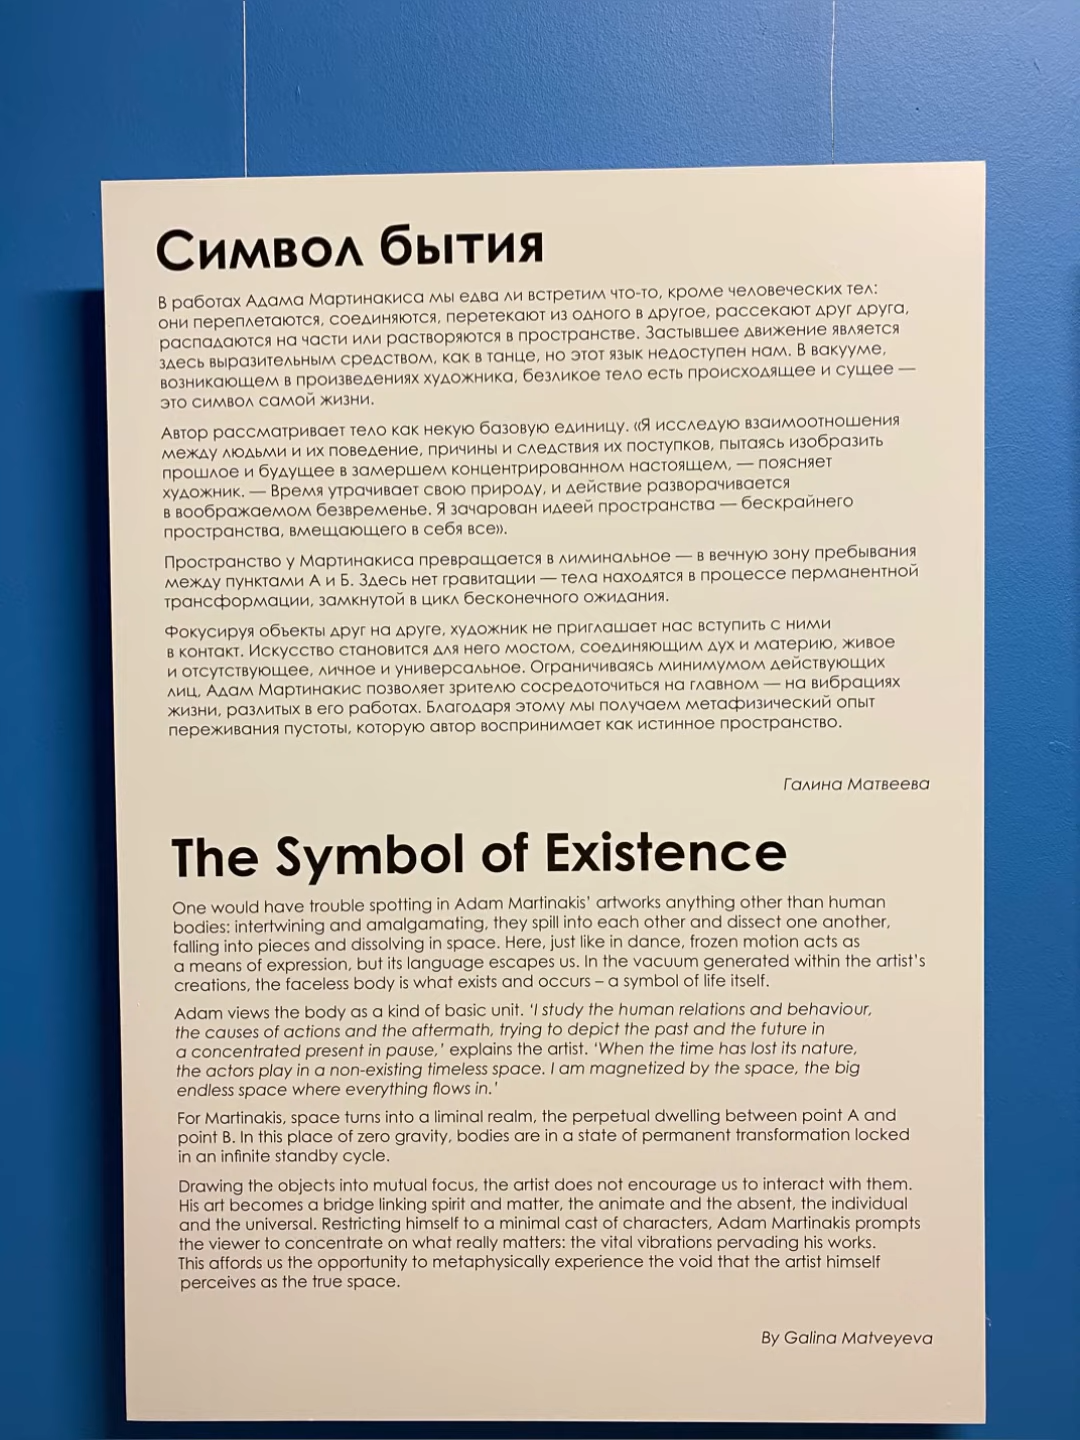 Символ бытия
В работах Адама Мартинакиса мы едва ли встретим что-то, кроме человеческих тел:
они переплетаются, соединяются, перетекают из одного в другое, рассекают друг друга,
распадаются на части или растворяются в пространстве. Застывшее движение является
здесь выразительным средством, как в танце, но этот язык недоступен нам. В вакууме,
возникающем в произведениях художника, безликое тело есть происходящее и сущее —
это символ самой жизни.
Автор рассматривает тело как некую базовую единицу. «Я исследую взаимоотношения
между людьми и их поведение, причины и следствия их поступков, пытаясь изобразить
прошлое и будущее в замершем концентрированном настоящем, — поясняет
художник. — Время утрачивает свою природу, и действие разворачивается
в воображаемом безвременье. Я зачарован идеей пространства — бескрайнего
пространства, вмещающего в себя все».
Пространство у Мартинакиса превращается в лиминальное — в вечную зону пребывания
между пунктами А и Б. Здесь нет гравитации — тела находятся в процессе перманентной
трансформации, замкнутой в цикл бесконечного ожидания.
Фокусируя объекты друг на друге, художник не приглашает нас вступить с ними
в контакт. Искусство становится для него мостом, соединяющим дух и материю, живое
и отсутствующее, личное и универсальное. Ограничиваясь минимумом действующих
лиц, Адам Мартинакис позволяет зрителю сосредоточиться на главном — на вибрациях
жизни, разлитых в его работах. Благодаря этому мы получаем метафизический опыт
переживания пустоты, которую автор воспринимает как истинное пространство.
Галина Матвеева
The Symbol of Existence
One would have trouble spotting in Adam Martinakis' artworks anything other than human
bodies: intertwining and amalgamating, they spill into each other and dissect one another,
falling into pieces and dissolving in space. Here, just like in dance, frozen motion acts as
a means of expression, but its language escapes us. In the vacuum generated within the artist's
creations, the faceless body is what exists and occurs – a symbol of life itself.
Adam views the body as a kind of basic unit. 'I study the human relations and behaviour,
the causes of actions and the aftermath, trying to depict the past and the future in
a concentrated present in pause,' explains the artist. 'When the time has lost its nature,
the actors play in a non-existing timeless space. I am magnetized by the space, the big
endless space where everything flows in.'
For Martinakis, space turns into a liminal realm, the perpetual dwelling between point A and
point B. In this place of zero gravity, bodies are in a state of permanent transformation locked
in an infinite standby cycle.
Drawing the objects into mutual focus, the artist does not encourage us to interact with them.
His art becomes a bridge linking spirit and matter, the animate and the absent, the individual
and the universal. Restricting himself to a minimal cast of characters, Adam Martinakis prompts
the viewer to concentrate on what really matters: the vital vibrations pervading his works.
This affords us the opportunity to metaphysically experience the void that the artist himself
perceives as the true space.
By Galina Matveyeva